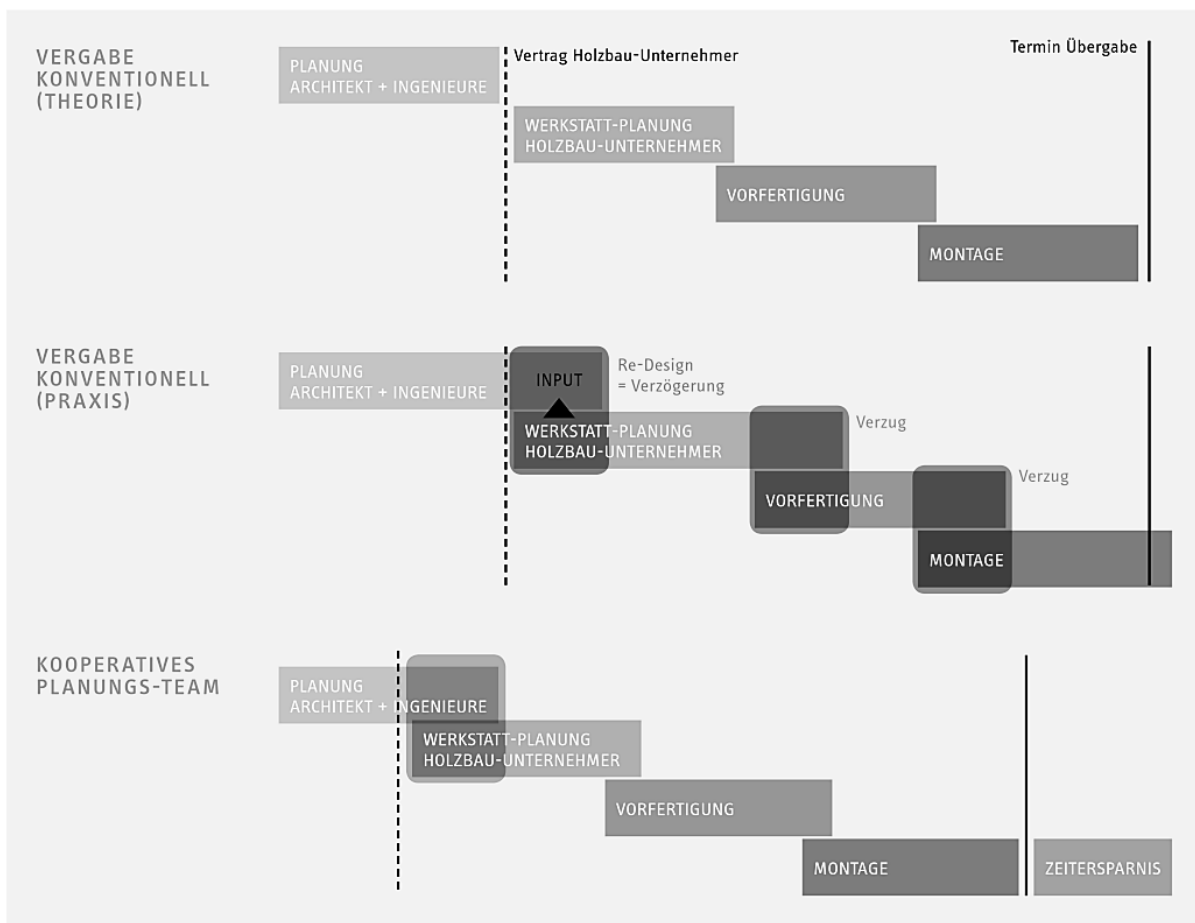 VERGABE
KONVENTIONELL
(THEORIE)
PLANUNG
ARCHITEKT + INGENIEURE
Vertrag Holzbau-Unternehmer
Termin Übergabe
WERKSTATT-PLANUNG
HOLZBAU-UNTERNEHMER
VORFERTIGUNG
MONTAGE
VERGABE
KONVENTIONELL
(PRAXIS)
PLANUNG
ARCHITEKT + INGENIEURE
INPUT
Re-Design
= Verzögerung
WERKSTATT-PLANUNG
HOLZBAU-UNTERNEHMER
Verzug
VORFERTIGUNG
Verzug
MONTAGE
KOOPERATIVES
PLANUNGS-TEAM
PLANUNG
ARCHITEKT + INGENIEURE
WERKSTATT-PLANUNG
HOLZBAU-UNTERNEHMER
VORFERTIGUNG
MONTAGE
ZEITERSPARNIS